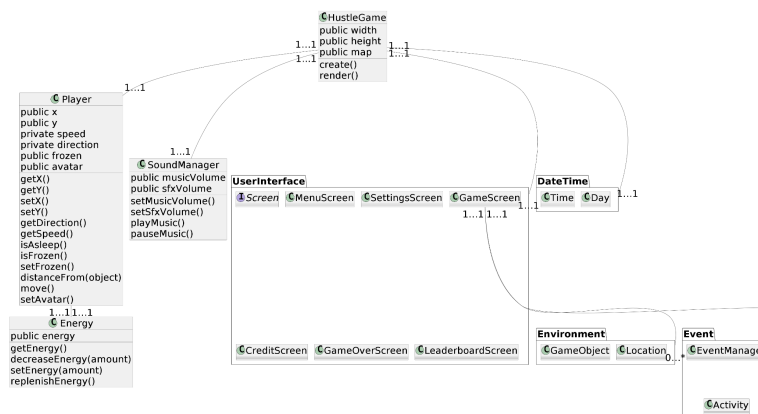 HustleGame
public width
public height
public map
create()
render()
1...1
1...1
1...1
1...1
1...1
Player
public x
public y
private speed
private direction
public frozen
public avatar
getX()
getY()
setX()
setY()
getDirection()
getSpeed()
isAsleep()
isFrozen()
setFrozen()
distanceFrom(object)
move()
setAvatar()
1...1
SoundManager
public musicVolume
public sfxVolume
setMusicVolume()
setSfxVolume()
playMusic()
pauseMusic()
UserInterface
Screen
MenuScreen
SettingsScreen
GameScreen
1...1 1...1
1...1
CreditScreen
GameOverScreen
LeaderboardScreen
DateTime
Time
Day
1...1
1...1 1...1
Energy
public energy
getEnergy()
decreaseEnergy(amount)
setEnergy(amount)
replenishEnergy()
Environment
GameObject
Location
0...*
Event
EventManage
Activity